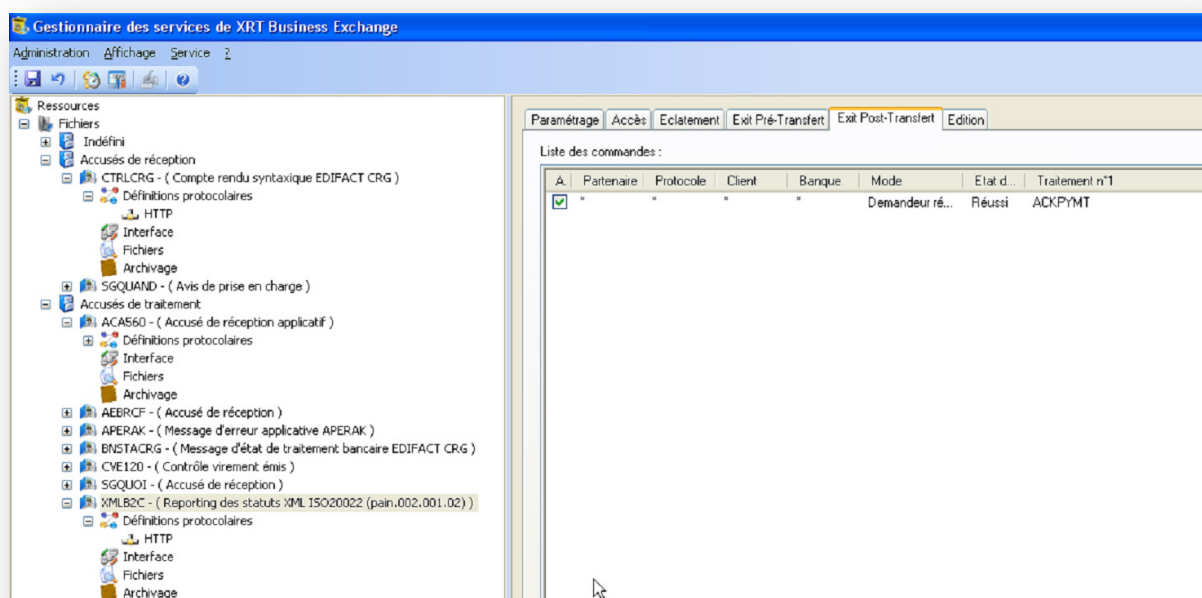 Gestionnaire des services de XRT Business Exchange
Administration Affichage Service ?
Ressources
Fichiers
Indéfini
Accusés de réception
CTRLCRG - ( Compte rendu syntaxique EDIFACT CRG )
Définitions protocolaires
HTTP
Interface
Fichiers
Archivage
SGQUAND - ( Avis de prise en charge )
Accusés de traitement
ACA560 - ( Accusé de réception applicatif )
Définitions protocolaires
Interface
Fichiers
Archivage
AEBRCF - ( Accusé de réception )
APERAK - ( Message d'erreur applicative APERAK )
BNSTACRG - ( Message d'état de traitement bancaire EDIFACT CRG )
CVE120 - ( Contrôle virement émis )
SGQUOI - ( Accusé de réception )
XMLB2C - ( Reporting des statuts XML ISO20022 (pain.002.001.02) )
Définitions protocolaires
HTTP
Interface
Fichiers
Archivage
Paramétrage Accès Eclatement Exit Pré-Transfert Exit Post-Transfert Edition
Liste des commandes :
A. Partenaire Protocole Client Banque Mode Etat d... Traitement n°1
* * * * Demandeur ré... Réussi ACKPYMT